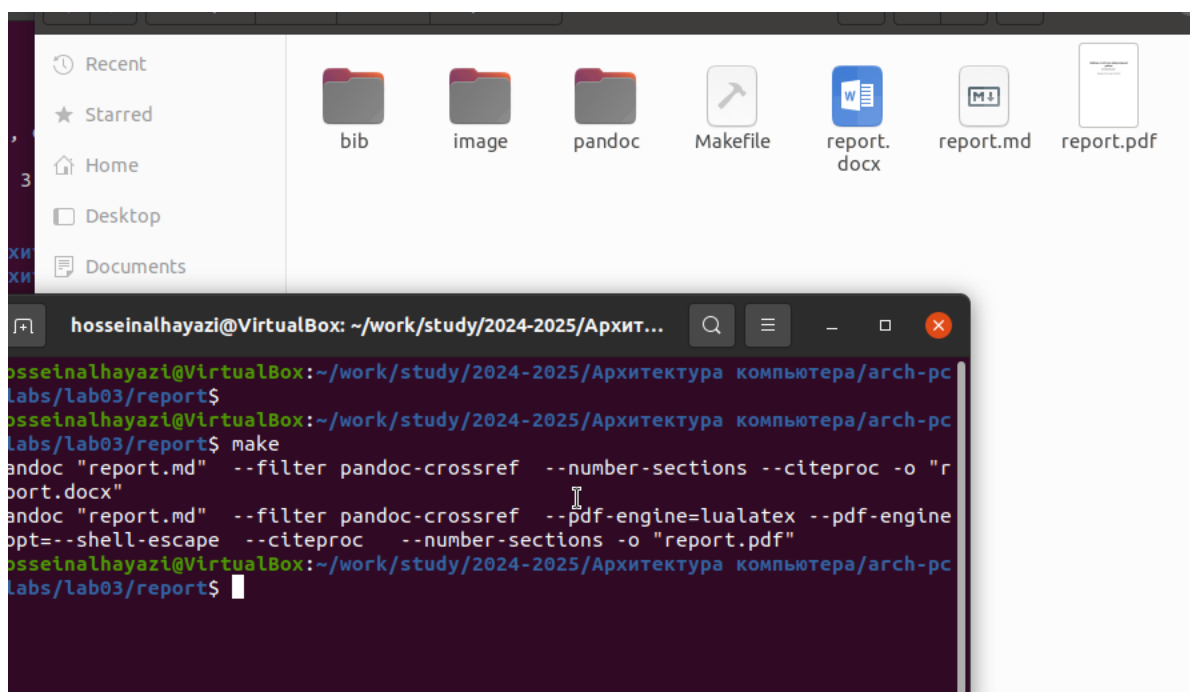 Recent
Starred
Home
Desktop
Documents
bib
image
pandoc
Makefile
report.
docx
report.md
report.pdf
,
3
хи
хи
hosseinalhayazi@VirtualBox: ~/work/study/2024-2025/Архит...
osseinalhayazi@VirtualBox:~/work/study/2024-2025/Архитектура компьютера/arch-pc
labs/lab03/report$
osseinalhayazi@VirtualBox:~/work/study/2024-2025/Архитектура компьютера/arch-pc
labs/lab03/report$ make
andoc "report.md"  --filter pandoc-crossref  --number-sections --citeproc -o "r
port.docx"
andoc "report.md"  --filter pandoc-crossref  --pdf-engine=lualatex --pdf-engine
opt=--shell-escape  --citeproc   --number-sections -o "report.pdf"
osseinalhayazi@VirtualBox:~/work/study/2024-2025/Архитектура компьютера/arch-pc
labs/lab03/report$